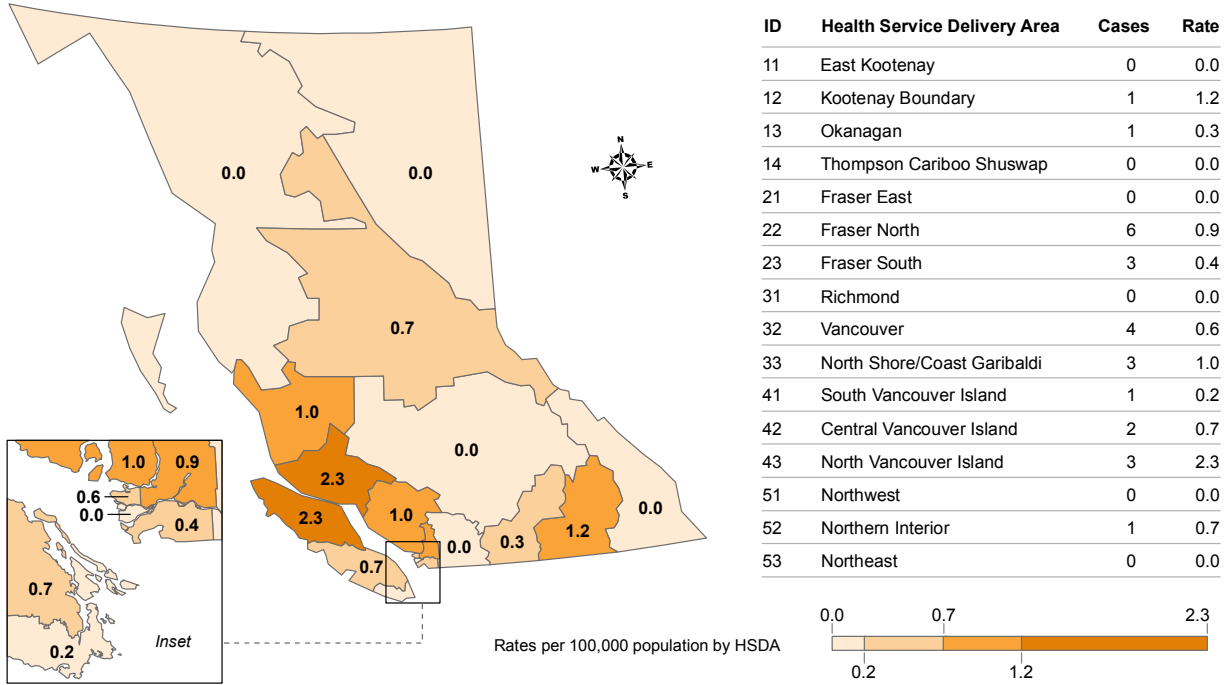 ID Health Service Delivery Area Cases Rate
11 East Kootenay 0 0.0
12 Kootenay Boundary 1 1.2
13 Okanagan 1 0.3
14 Thompson Cariboo Shuswap 0 0.0
21 Fraser East 0 0.0
22 Fraser North 6 0.9
23 Fraser South 3 0.4
31 Richmond 0 0.0
32 Vancouver 4 0.6
33 North Shore/Coast Garibaldi 3 1.0
41 South Vancouver Island 1 0.2
42 Central Vancouver Island 2 0.7
43 North Vancouver Island 3 2.3
51 Northwest 0 0.0
52 Northern Interior 1 0.7
53 Northeast 0 0.0
N
W E
S
0.0 0.0
0.7
1.0
0.0
2.3
2.3 1.0
0.0 0.3 1.2 0.0
0.7
1.0 0.9
0.6
0.0
0.4
0.7
0.2
Inset
Rates per 100,000 population by HSDA
0.0 0.7 2.3
0.2 1.2